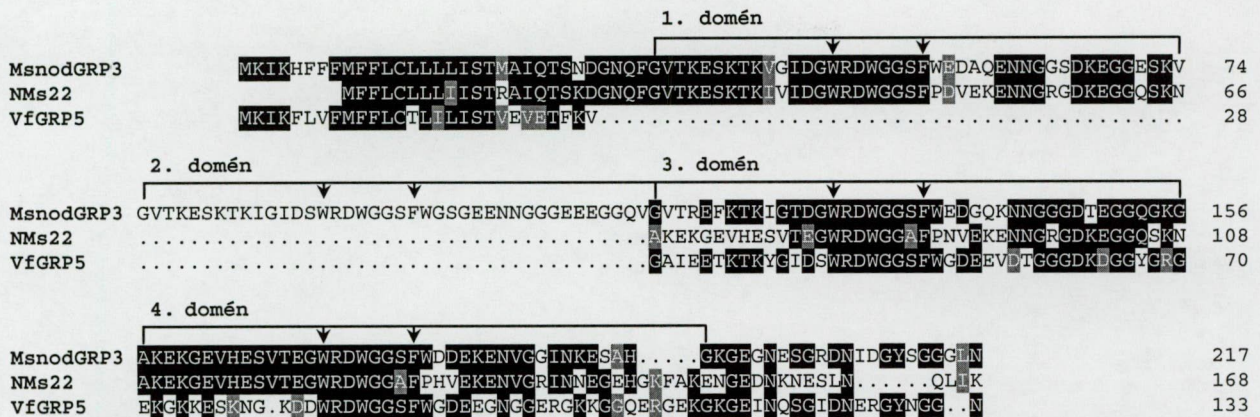 1. domén
MsnodGRP3 MKIKHFFFMFFLCLLLLISTMAIQTSNDGNQFGVTKESKTKVGIDGWRDWGGSFWEDAQENNGGSDKEGGESKV 74
NMs22 MFFLCLLLIISTRAIQTSKDGNQFGVTKESKTKIVIDGWRDWGGSFPDVEKENNGRGDKEGGQSKN 66
VfGRP5 MKIKFLVFMFFLCTLILISTVEVETFKV.............................................. 28
2. domén 3. domén
MsnodGRP3 GVTKESKTKIGIDSWRDWGGSFWGSGEENNGGGEEEGGQVGVTREFKTKIGTDGWRDWGGSFWEDGQKNNGGGDTEGGQGKG 156
NMs22 ........................................AKEKGEVHESVTEGWRDWGGAFPNVEKENNGRGDKEGGQSKN 108
VfGRP5 ........................................GAIEETKTKYGIDSWRDWGGSFWGDEEVDTGGGDKDGGYGRG 70
4. domén
MsnodGRP3 AKEKGEVHESVTEGWRDWGGSFWDDEKENVGGINKESAH.....GKGEGNESGRDNIDGYSGGGLN 217
NMs22 AKEKGEVHESVTEGWRDWGGAFPHVEKENVGRINNEGEHGKFAKENGEDNKNESLN......QLIK 168
VfGRP5 EKGKKESKNG.KDDWRDWGGSFWGDEEGNGGERGKKGGQERGEKGKGEINQSGIDNERGYNGG..N 133